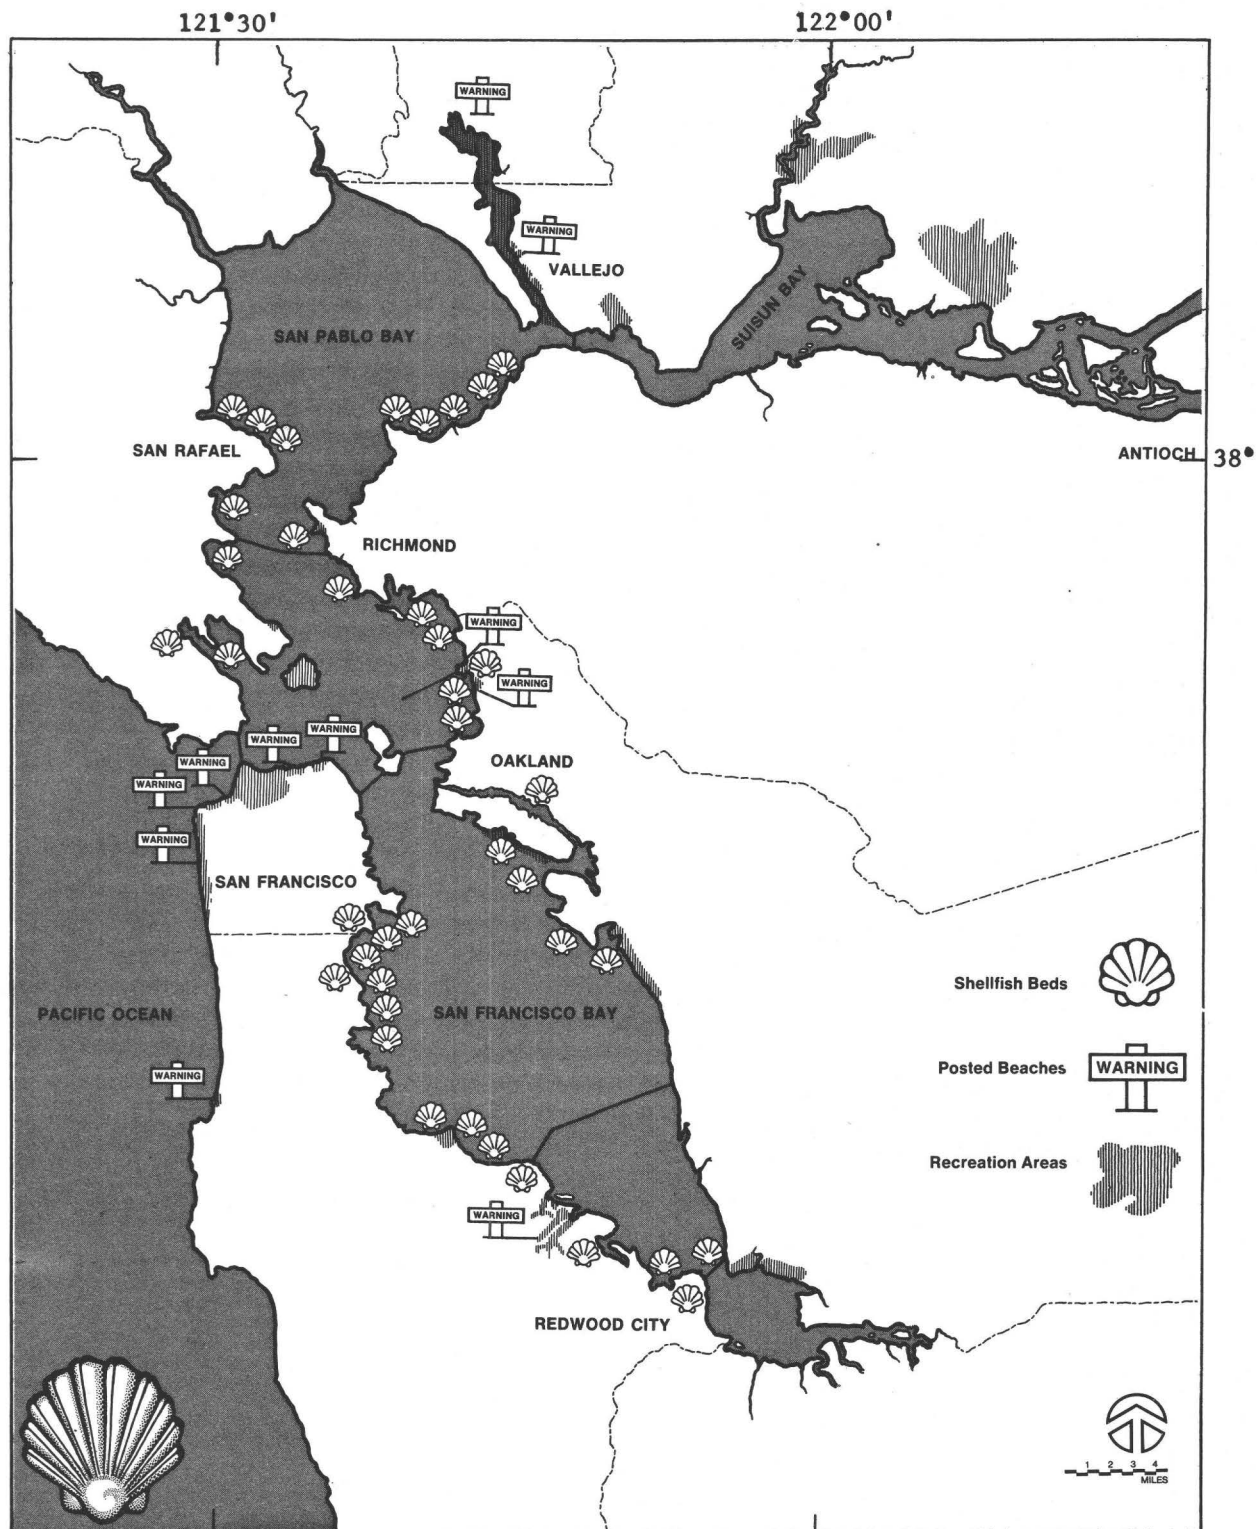 121°30'
122°00'
WARNING
WARNING
VALLEJO
SUISUN BAY
SAN PABLO BAY
SAN RAFAEL
ANTIOCH
38°
RICHMOND
WARNING
WARNING
WARNING
WARNING
WARNING
WARNING
OAKLAND
WARNING
SAN FRANCISCO
Shellfish Beds
PACIFIC OCEAN
SAN FRANCISCO BAY
Posted Beaches
WARNING
WARNING
Recreation Areas
WARNING
REDWOOD CITY
1 2 3 4
MILES